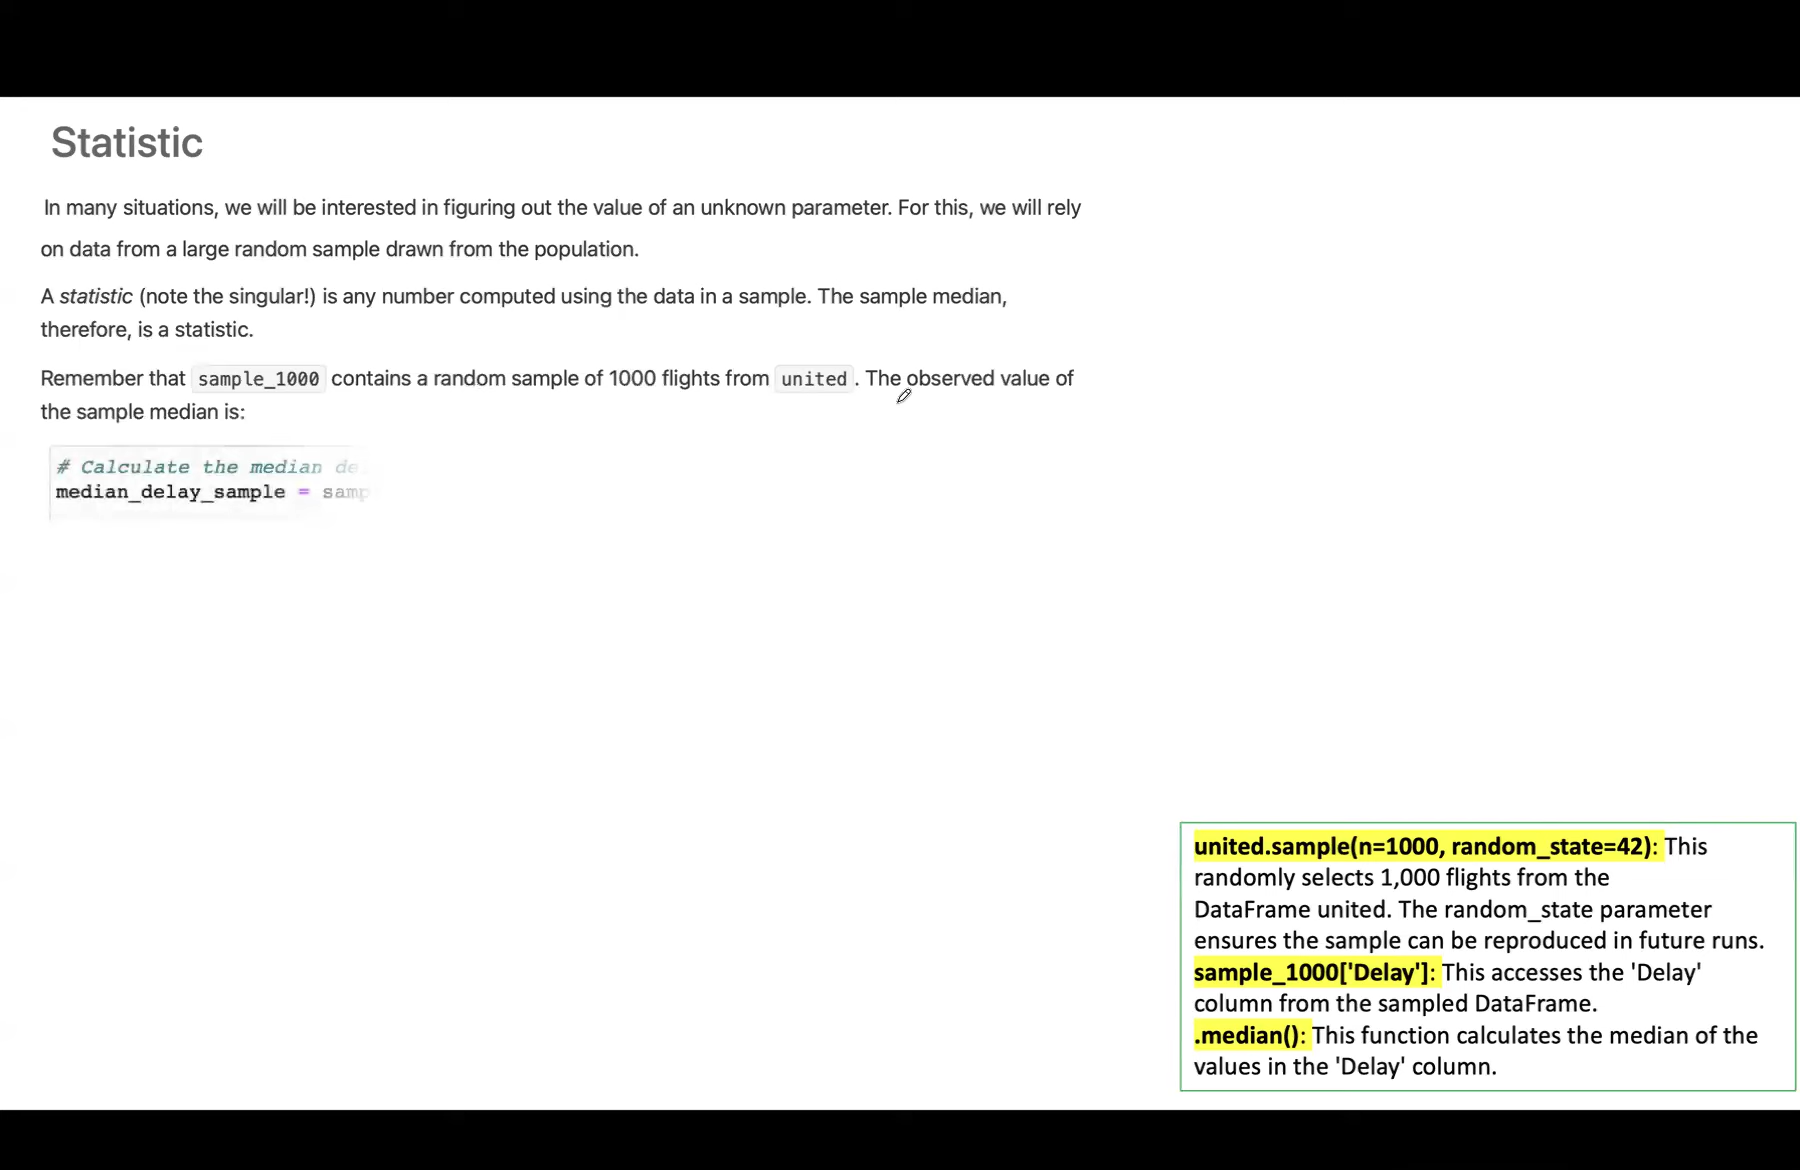 Statistic
In many situations, we will be interested in figuring out the value of an unknown parameter. For this, we will rely
on data from a large random sample drawn from the population.
A statistic (note the singular!) is any number computed using the data in a sample. The sample median,
therefore, is a statistic.
Remember that sample_1000 contains a random sample of 1000 flights from united . The observed value of
the sample median is:
# Calculate the median de
median_delay_sample = samp
united.sample(n=1000, random_state=42): This
randomly selects 1,000 flights from the
DataFrame united. The random_state parameter
ensures the sample can be reproduced in future runs.
sample_1000['Delay']: This accesses the 'Delay'
column from the sampled DataFrame.
.median(): This function calculates the median of the
values in the 'Delay' column.